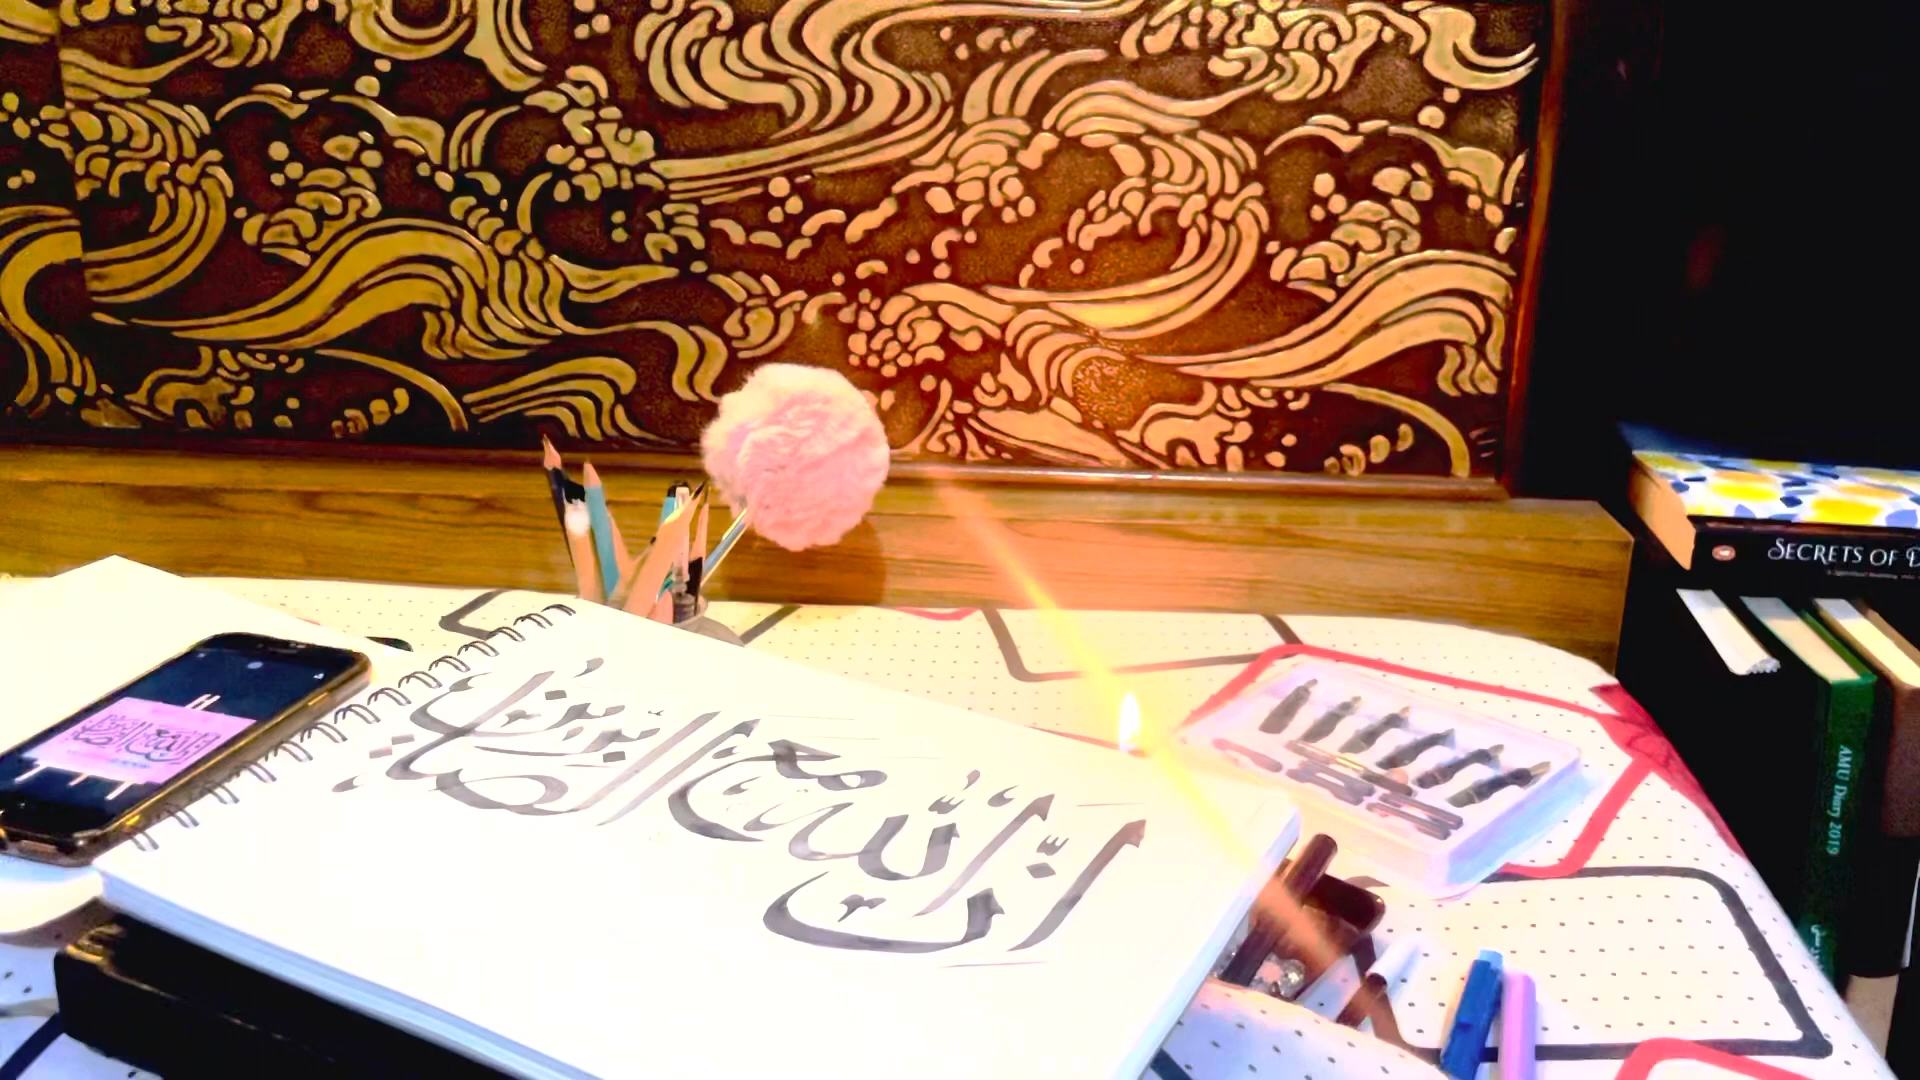 إنّ الله مع الصابرين
SECRETS OF D
AMU Diary 2019